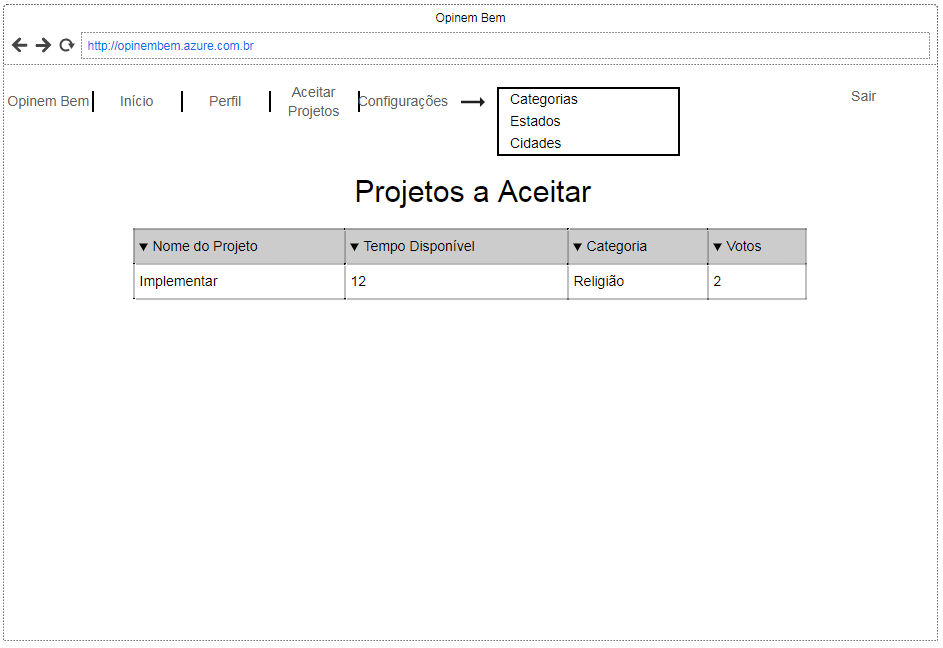 Opinem Bem
http://opinembem.azure.com.br
Opinem Bem
Início
Perfil
Aceitar
Projetos
Configurações
Categorias
Estados
Cidades
Sair
Projetos a Aceitar
Nome do Projeto Tempo Disponível Categoria Votos
Implementar 12 Religião 2